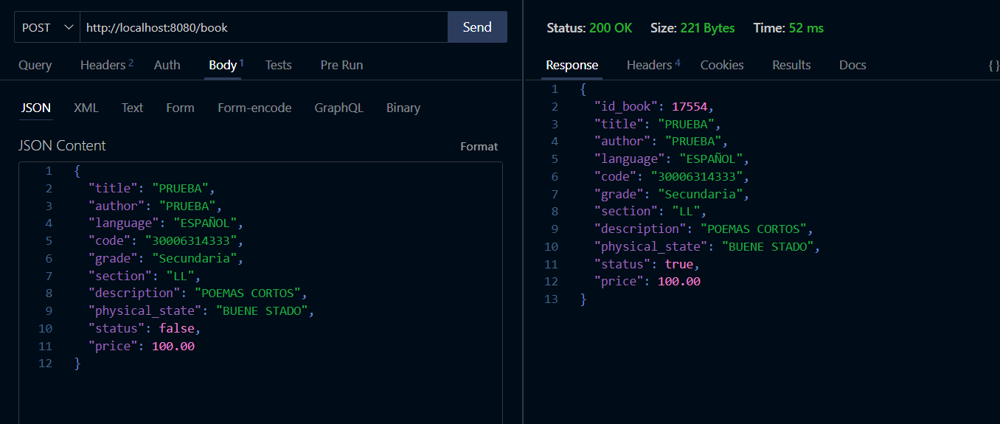 POST http://localhost:8080/book Send
Query Headers 2 Auth Body 1 Tests Pre Run
JSON XML Text Form Form-encode GraphQL Binary
JSON Content Format
1 {
2 "title": "PRUEBA",
3 "author": "PRUEBA",
4 "language": "ESPAÑOL",
5 "code": "30006314333",
6 "grade": "Secundaria",
7 "section": "LL",
8 "description": "POEMAS CORTOS",
9 "physical_state": "BUENE STADO",
10 "status": false,
11 "price": 100.00
12 }
Status: 200 OK Size: 221 Bytes Time: 52 ms
Response Headers 4 Cookies Results Docs {}
1 {
2 "id_book": 17554,
3 "title": "PRUEBA",
4 "author": "PRUEBA",
5 "language": "ESPAÑOL",
6 "code": "30006314333",
7 "grade": "Secundaria",
8 "section": "LL",
9 "description": "POEMAS CORTOS",
10 "physical_state": "BUENE STADO",
11 "status": true,
12 "price": 100.00
13 }